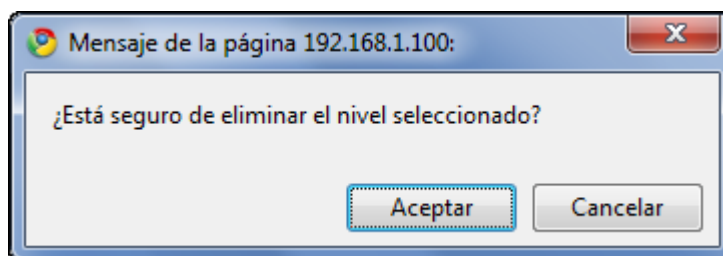 Mensaje de la página 192.168.1.100:
¿Está seguro de eliminar el nivel seleccionado?
Aceptar Cancelar